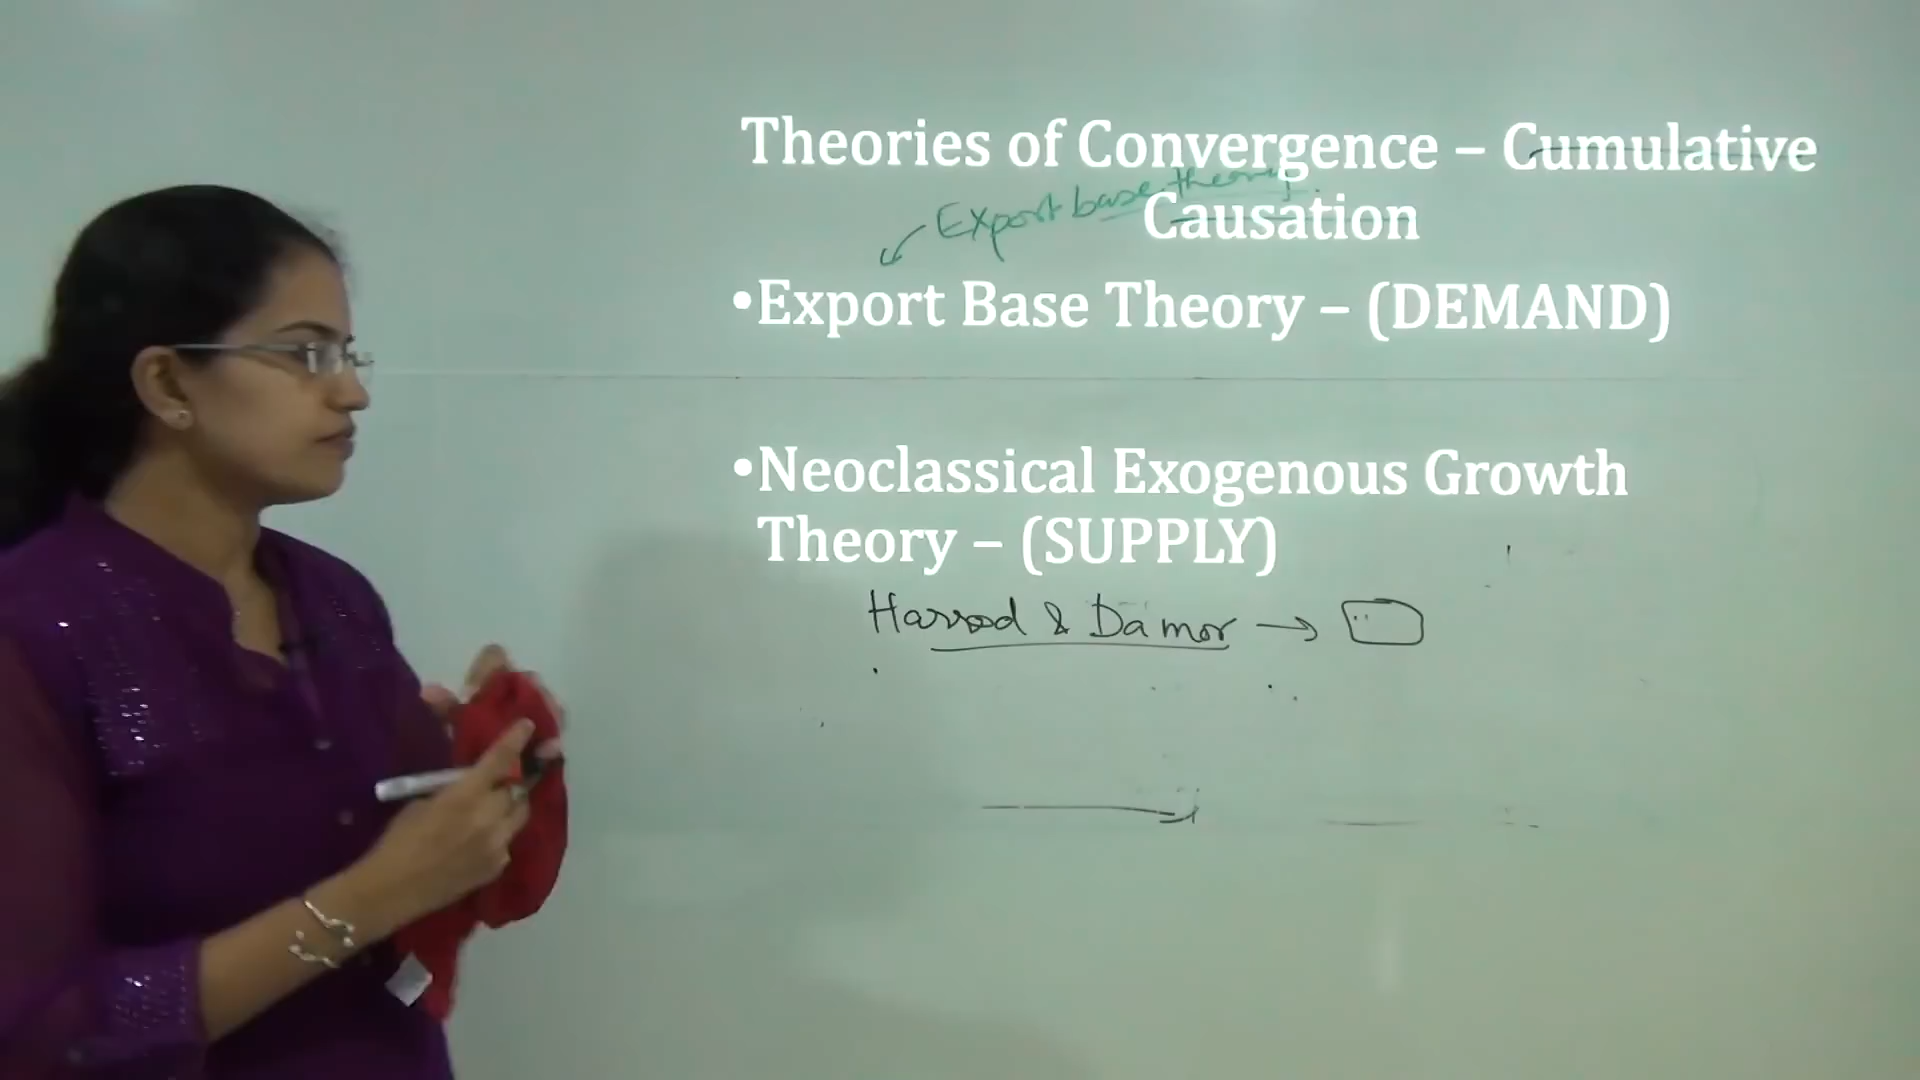 Theories of Convergence – Cumulative
Export base theory
Causation
•Export Base Theory – (DEMAND)
•Neoclassical Exogenous Growth
Theory – (SUPPLY)
Harrod & Damor →